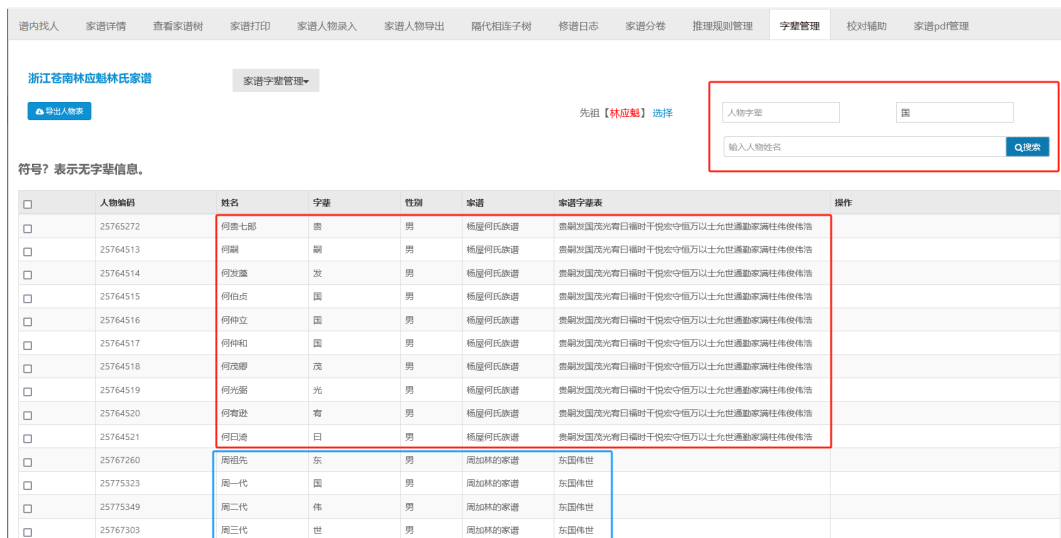 谱内找人 家谱详情 查看家谱树 家谱打印 家谱人物录入 家谱人物导出 隔代相连子树 修谱日志 家谱分卷 推理规则管理 字辈管理 校对辅助 家谱pdf管理
浙江苍南林应魁林氏家谱 家谱字辈管理
导出人物表 先祖【林应魁】 选择 人物字辈 国
输入人物姓名 搜索
符号？表示无字辈信息。
人物编码 姓名 字辈 性别 家谱 家谱字辈表 操作
25765272 何贵七郎 贵 男 杨屋何氏族谱 贵嗣发国茂光宥日福时千悦宏守恒万以士允世通勤家满柱伟俊伟浩
25764513 何嗣 嗣 男 杨屋何氏族谱 贵嗣发国茂光宥日福时千悦宏守恒万以士允世通勤家满柱伟俊伟浩
25764514 何发蓬 发 男 杨屋何氏族谱 贵嗣发国茂光宥日福时千悦宏守恒万以士允世通勤家满柱伟俊伟浩
25764515 何伯贞 国 男 杨屋何氏族谱 贵嗣发国茂光宥日福时千悦宏守恒万以士允世通勤家满柱伟俊伟浩
25764516 何仲立 国 男 杨屋何氏族谱 贵嗣发国茂光宥日福时千悦宏守恒万以士允世通勤家满柱伟俊伟浩
25764517 何仲和 国 男 杨屋何氏族谱 贵嗣发国茂光宥日福时千悦宏守恒万以士允世通勤家满柱伟俊伟浩
25764518 何茂卿 茂 男 杨屋何氏族谱 贵嗣发国茂光宥日福时千悦宏守恒万以士允世通勤家满柱伟俊伟浩
25764519 何光弼 光 男 杨屋何氏族谱 贵嗣发国茂光宥日福时千悦宏守恒万以士允世通勤家满柱伟俊伟浩
25764520 何宥逊 宥 男 杨屋何氏族谱 贵嗣发国茂光宥日福时千悦宏守恒万以士允世通勤家满柱伟俊伟浩
25764521 何日渏 日 男 杨屋何氏族谱 贵嗣发国茂光宥日福时千悦宏守恒万以士允世通勤家满柱伟俊伟浩
25767260 周祖先 东 男 周加林的家谱 东国伟世
25775323 周一代 国 男 周加林的家谱 东国伟世
25775349 周二代 伟 男 周加林的家谱 东国伟世
25767303 周三代 世 男 周加林的家谱 东国伟世